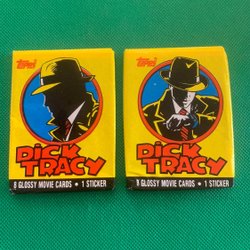 Topps
DiCK
TRACY
8 GLOSSY MOVIE CARDS • 1 STICKER
Topps
DiCK
TRACY
8 GLOSSY MOVIE CARDS • 1 STICKER